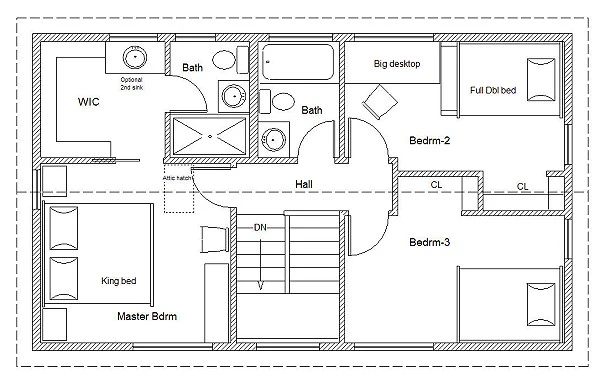 Optional
2nd sink
Bath
WIC
Big desktop
Full Dbl bed
Bath
Bedrm-2
Attic hatch
Hall
CL
CL
DN
Bedrm-3
King bed
Master Bdrm